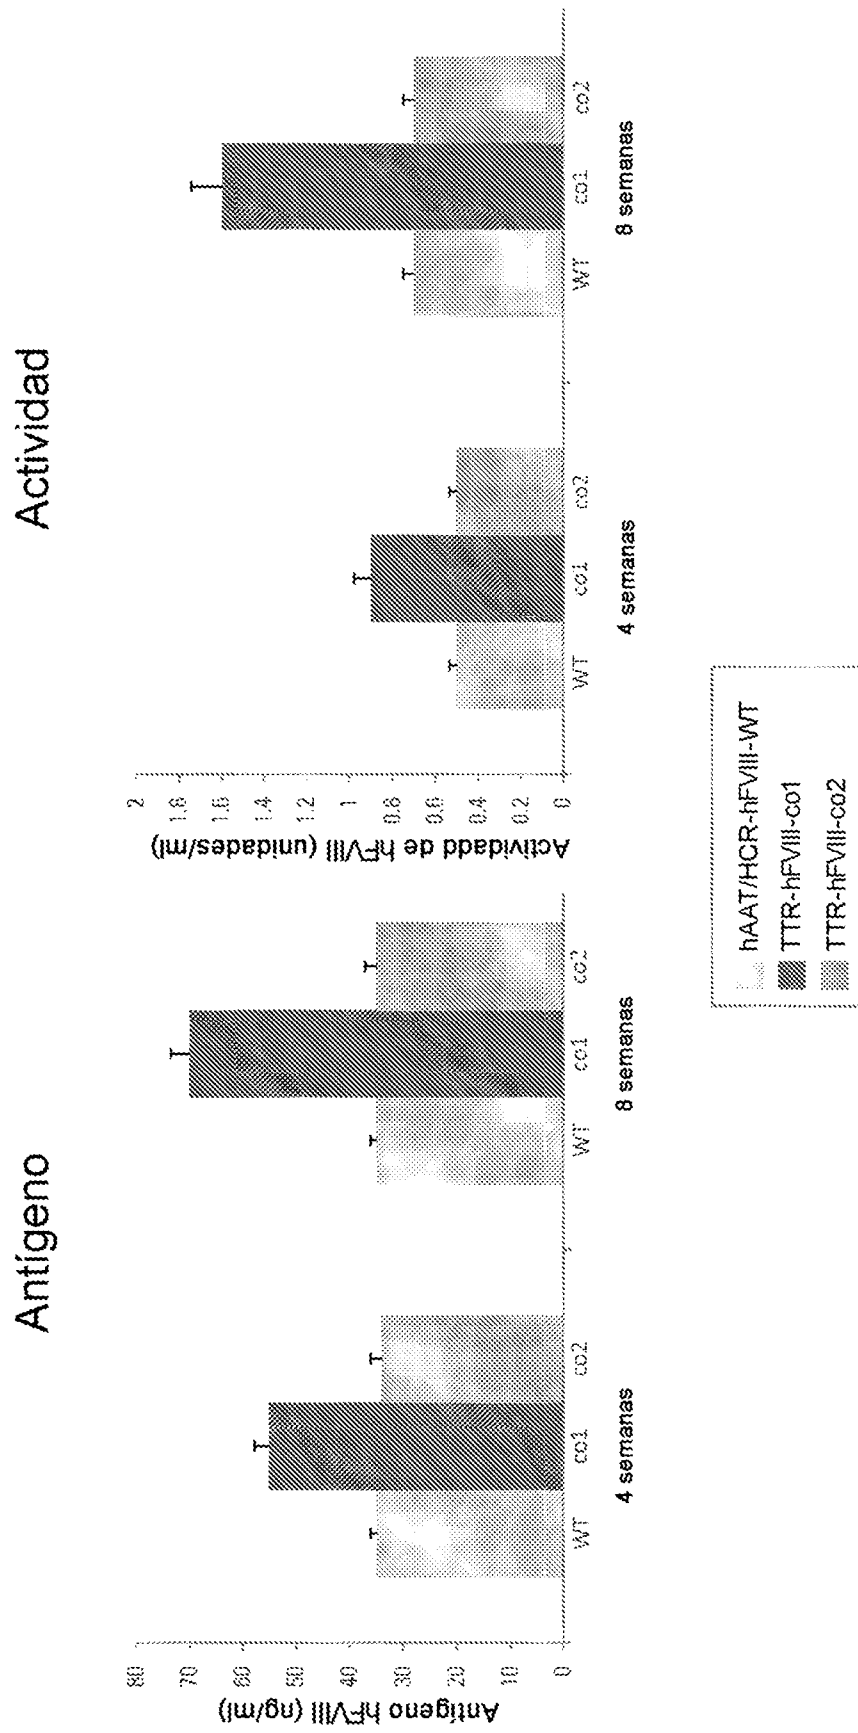 Antígeno
Antígeno hFVIII (ng/ml)
80
70
60
50
40
30
20
10
0
WT
co1
co2
4 semanas
WT
co1
co2
8 semanas
Actividad
Actividadd de hFVIII (unidades/ml)
2
1.8
1.6
1.4
1.2
1
0.8
0.6
0.4
0.2
0
WT
co1
co2
4 semanas
WT
co1
co2
8 semanas
hAAT/HCR-hFVIII-WT
TTR-hFVIII-co1
TTR-hFVIII-co2